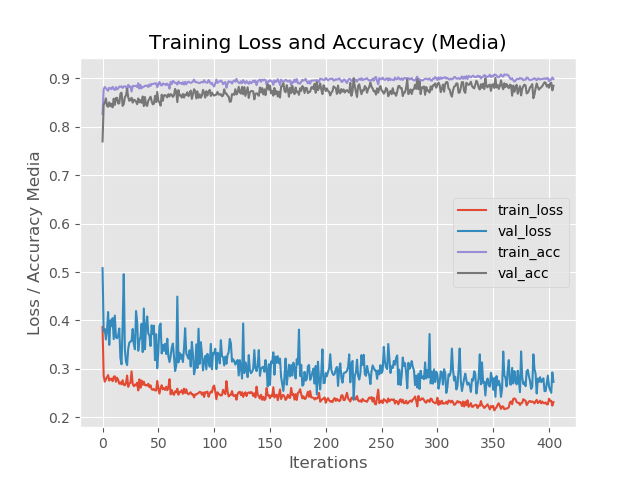 Training Loss and Accuracy (Media)
Loss / Accuracy Media
0.9
0.8
0.7
0.6
0.5
0.4
0.3
0.2
train_loss
val_loss
train_acc
val_acc
0 50 100 150 200 250 300 350 400
Iterations